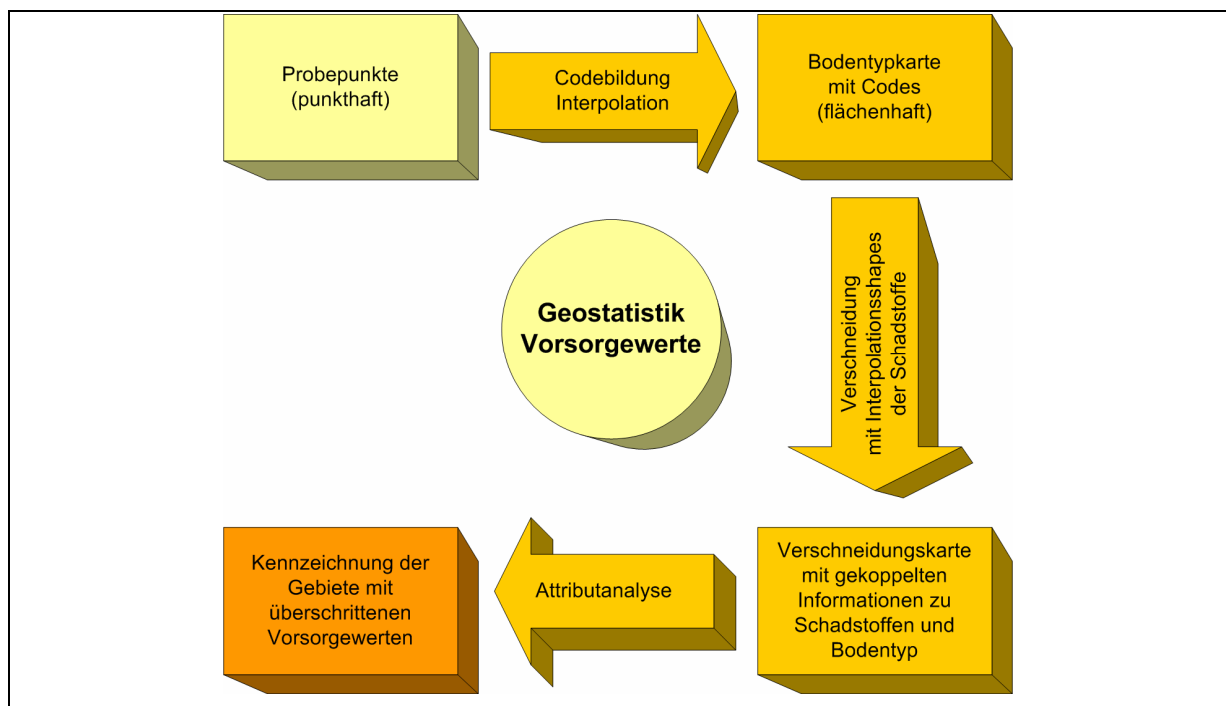 Probepunkte
(punkthaft)
Codebildung
Interpolation
Bodentypkarte
mit Codes
(flächenhaft)
Verschneidung
mit Interpolationsshapes
der Schadstoffe
Geostatistik
Vorsorgewerte
Verschneidungskarte
mit gekoppelten
Informationen zu
Schadstoffen und
Bodentyp
Attributanalyse
Kennzeichnung der
Gebiete mit
überschrittenen
Vorsorgewerten